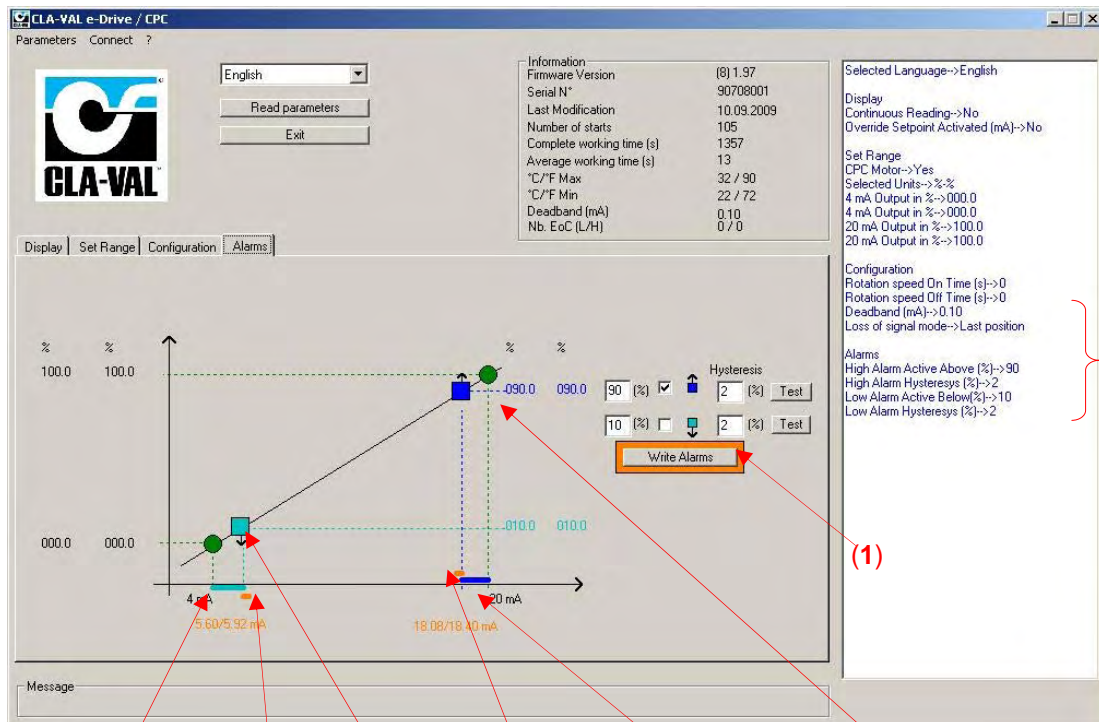 CLA-VAL e-Drive / CPC
Parameters Connect ?
CLA-VAL
English
Read parameters
Exit
Information
Firmware Version (8) 1.97
Serial N° 90708001
Last Modification 10.09.2009
Number of starts 105
Complete working time (s) 1357
Average working time (s) 13
°C/°F Max 32 / 90
°C/°F Min 22 / 72
Deadband (mA) 0.10
Nb. EoC (L/H) 0 / 0
Display Set Range Configuration Alarms
% % % %
100.0 100.0
Hysteresis
090.0 090.0 90 (%) 2 (%) Test
10 (%) 2 (%) Test
Write Alarms
010.0 010.0
000.0 000.0
(1)
4 mA 20 mA
5.60/5.92 mA 18.08/18.40 mA
Message
Selected Language-->English
Display
Continuous Reading-->No
Override Setpoint Activated (mA)-->No
Set Range
CPC Motor-->Yes
Selected Units-->%-%
4 mA Output in %-->000.0
4 mA Output in %-->000.0
20 mA Output in %-->100.0
20 mA Output in %-->100.0
Configuration
Rotation speed On Time (s)-->0
Rotation speed Off Time (s)-->0
Deadband (mA)-->0.10
Loss of signal mode-->Last position
Alarms
High Alarm Active Above (%)-->90
High Alarm Hysteresys (%)-->2
Low Alarm Active Below(%)-->10
Low Alarm Hysteresys (%)-->2